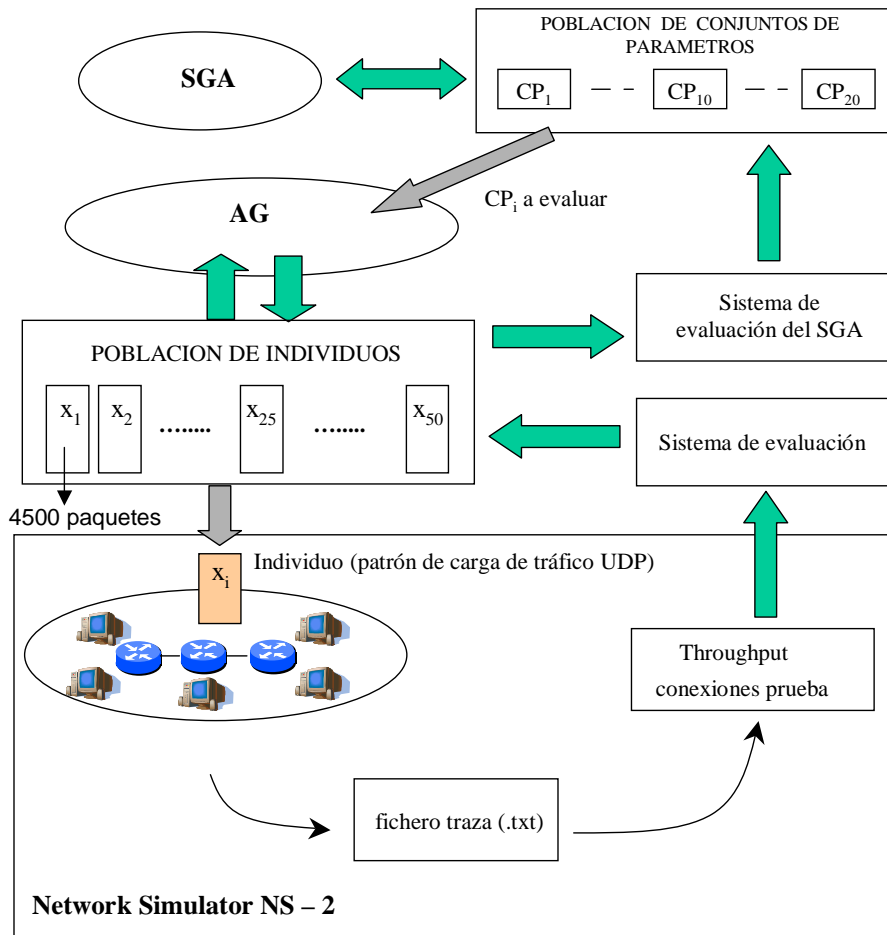 POBLACION DE CONJUNTOS DE
PARAMETROS
SGA
CP1 — - CP10 — - CP20
CPi a evaluar
AG
Sistema de
evaluación del SGA
POBLACION DE INDIVIDUOS
x1 x2 …..... x25 …..... x50
Sistema de evaluación
4500 paquetes
Individuo (patrón de carga de tráfico UDP)
xi
Throughput
conexiones prueba
fichero traza (.txt)
Network Simulator NS – 2